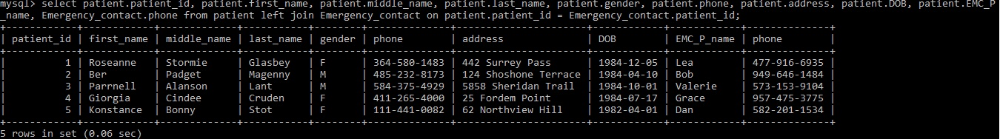 mysql> select patient.patient_id, patient.first_name, patient.middle_name, patient.last_name, patient.gender, patient.phone, patient.address, patient.DOB, patient.EMC_P
_name, Emergency_contact.phone from patient left join Emergency_contact on patient.patient_id = Emergency_contact.patient_id;
+------------+------------+-------------+-----------+--------+--------------+----------------------+------------+------------+--------------+
| patient_id | first_name | middle_name | last_name | gender | phone        | address              | DOB        | EMC_P_name | phone        |
+------------+------------+-------------+-----------+--------+--------------+----------------------+------------+------------+--------------+
|          1 | Roseanne   | Stormie     | Glasbey   | F      | 364-580-1483 | 442 Surrey Pass      | 1984-12-05 | Lea        | 477-916-6935 |
|          2 | Ber        | Padget      | Magenny   | M      | 485-232-8173 | 124 Shoshone Terrace | 1984-04-10 | Bob        | 949-646-1484 |
|          3 | Parrnell   | Alanson     | Lant      | M      | 584-375-4929 | 5858 Sheridan Trail  | 1984-10-01 | Valerie    | 573-153-9104 |
|          4 | Giorgia    | Cindee      | Cruden    | F      | 411-265-4000 | 25 Fordem Point      | 1984-07-17 | Grace      | 957-475-3775 |
|          5 | Konstance  | Bonny       | Stot      | F      | 111-441-0082 | 62 Northview Hill    | 1982-04-01 | Dan        | 582-201-1534 |
+------------+------------+-------------+-----------+--------+--------------+----------------------+------------+------------+--------------+
5 rows in set (0.06 sec)